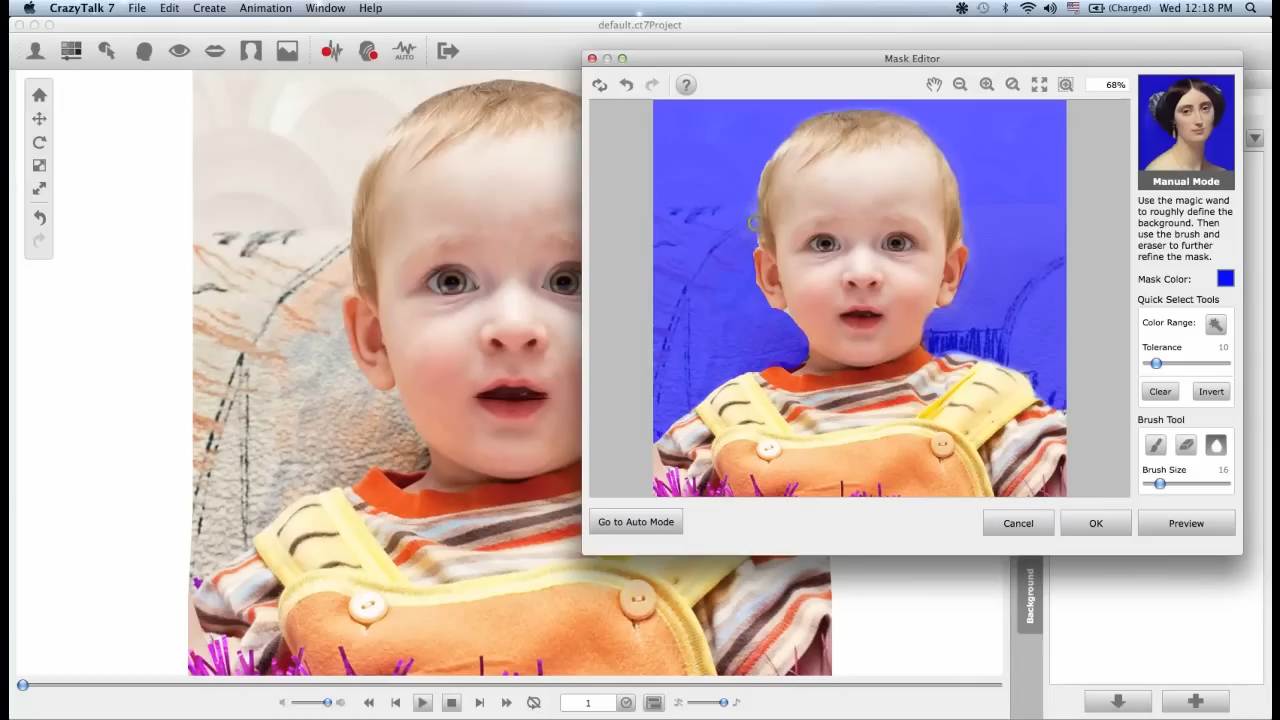 CrazyTalk 7 File Edit Create Animation Window Help (Charged) Wed 12:18 PM
default.ct7Project
AUTO
Mask Editor
68%
Manual Mode
Use the magic wand
to roughly define the
background. Then
use the brush and
eraser to further
refine the mask.
Mask Color:
Quick Select Tools
Color Range:
Tolerance 10
Clear Invert
Brush Tool
Brush Size 16
Go to Auto Mode Cancel OK Preview
Background
1